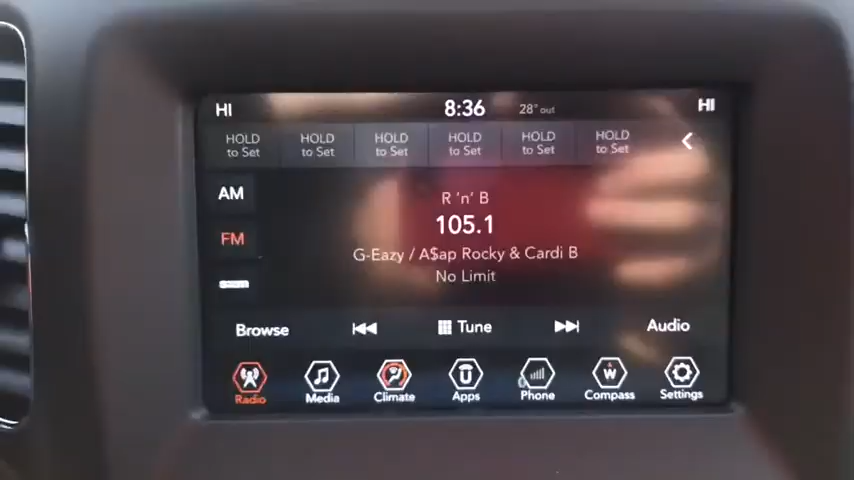 HI 8:36 28° out HI
HOLD to Set HOLD to Set HOLD to Set HOLD to Set HOLD to Set HOLD to Set
AM
R 'n' B
105.1
FM
G-Eazy / A$ap Rocky & Cardi B
No Limit
Browse Tune Audio
U W
Radio Media Climate Apps Phone Compass Settings